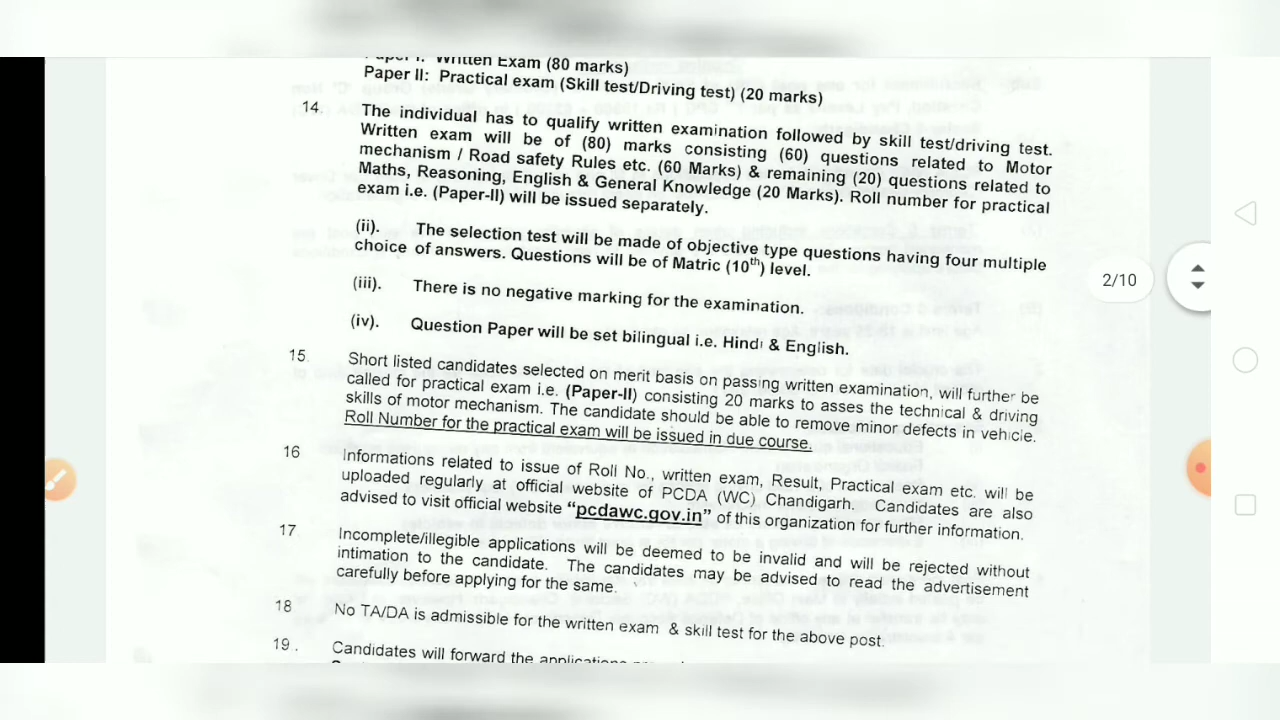 Paper I: Written Exam (80 marks)
Paper II: Practical exam (Skill test/Driving test) (20 marks)
14. The individual has to qualify written examination followed by skill test/driving test.
Written exam will be of (80) marks consisting (60) questions related to Motor
mechanism / Road safety Rules etc. (60 Marks) & remaining (20) questions related to
Maths, Reasoning, English & General Knowledge (20 Marks). Roll number for practical
exam i.e. (Paper-II) will be issued separately.
(ii). The selection test will be made of objective type questions having four multiple
choice of answers. Questions will be of Matric (10th) level.
(iii). There is no negative marking for the examination.
(iv). Question Paper will be set bilingual i.e. Hindi & English.
15. Short listed candidates selected on merit basis on passing written examination, will further be
called for practical exam i.e. (Paper-II) consisting 20 marks to asses the technical & driving
skills of motor mechanism. The candidate should be able to remove minor defects in vehicle.
Roll Number for the practical exam will be issued in due course.
16 Informations related to issue of Roll No., written exam, Result, Practical exam etc. will be
uploaded regularly at official website of PCDA (WC) Chandigarh. Candidates are also
advised to visit official website “pcdawc.gov.in” of this organization for further information.
17. Incomplete/illegible applications will be deemed to be invalid and will be rejected without
intimation to the candidate. The candidates may be advised to read the advertisement
carefully before applying for the same.
18 No TA/DA is admissible for the written exam & skill test for the above post.
19. Candidates will forward the applications
2/10